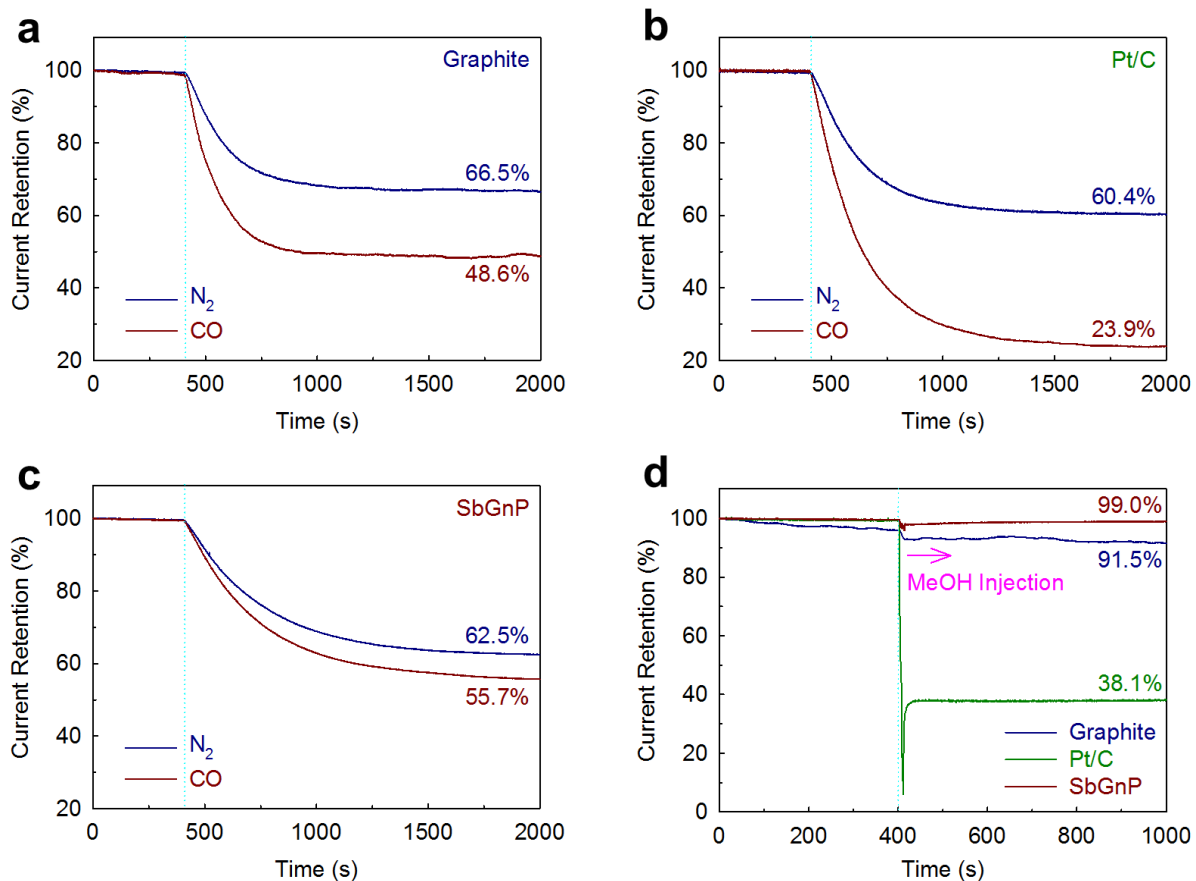 a
Graphite
100
80
60
40
20
Current Retention (%)
66.5%
48.6%
N₂
CO
0 500 1000 1500 2000
Time (s)
b
Pt/C
100
80
60
40
20
Current Retention (%)
60.4%
23.9%
N₂
CO
0 500 1000 1500 2000
Time (s)
c
SbGnP
100
80
60
40
20
Current Retention (%)
62.5%
55.7%
N₂
CO
0 500 1000 1500 2000
Time (s)
d
100
80
60
40
20
0
Current Retention (%)
99.0%
91.5%
MeOH Injection
38.1%
Graphite
Pt/C
SbGnP
0 200 400 600 800 1000
Time (s)